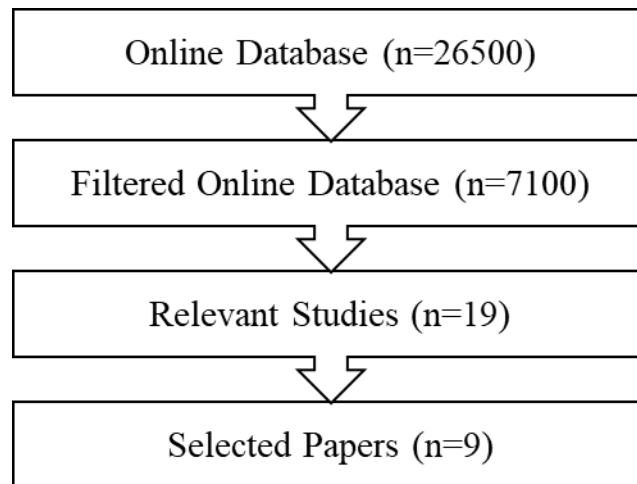 Online Database (n=26500)
Filtered Online Database (n=7100)
Relevant Studies (n=19)
Selected Papers (n=9)